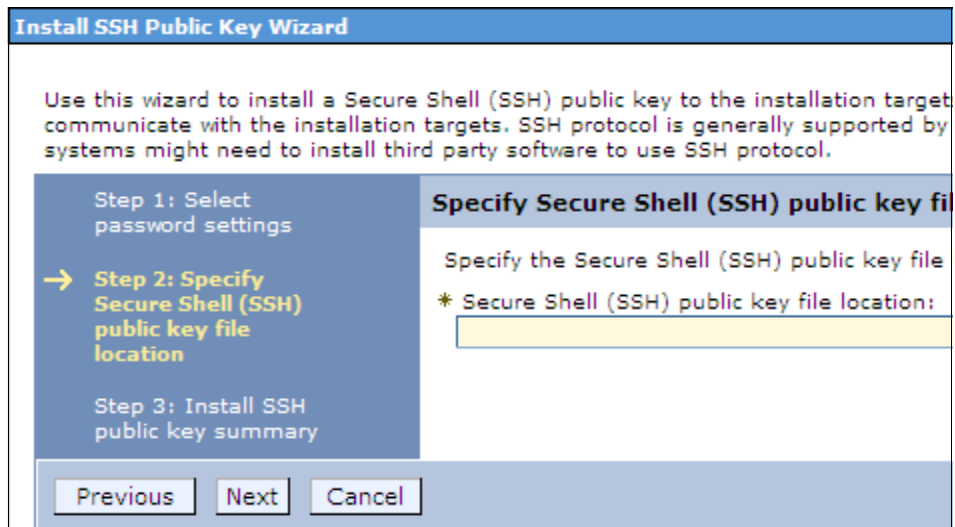 Install SSH Public Key Wizard
Use this wizard to install a Secure Shell (SSH) public key to the installation target
communicate with the installation targets. SSH protocol is generally supported by
systems might need to install third party software to use SSH protocol.
Step 1: Select
password settings
Step 2: Specify
Secure Shell (SSH)
public key file
location
Step 3: Install SSH
public key summary
Specify Secure Shell (SSH) public key fil
Specify the Secure Shell (SSH) public key file
* Secure Shell (SSH) public key file location:
Previous Next Cancel